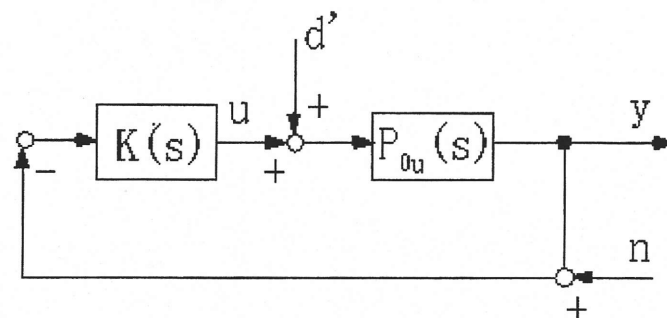 d'
+
u
y
K(s)
P0u(s)
+
-
n
+